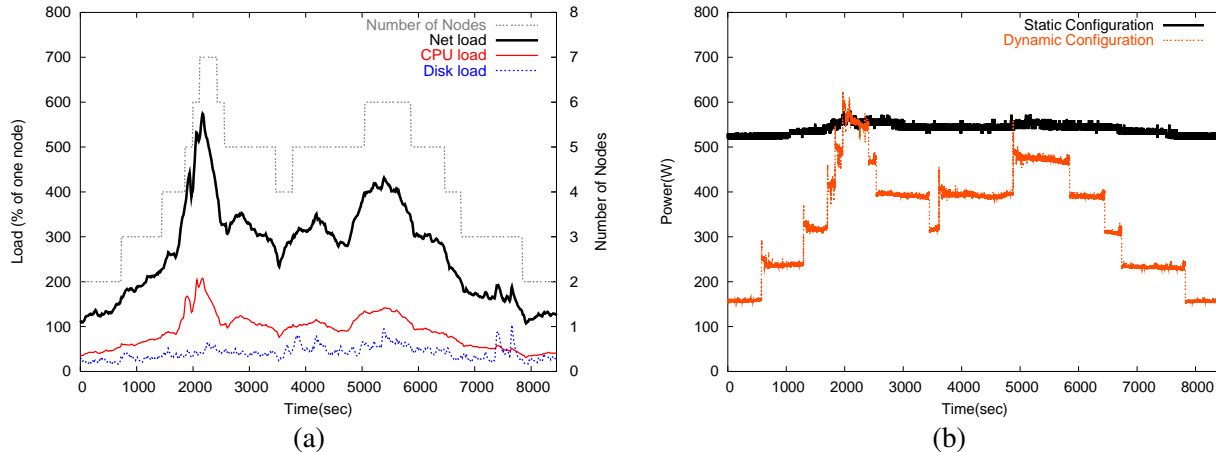 800
700
600
500
400
300
200
100
0
Load (% of one node)
Number of Nodes
Net load
CPU load
Disk load
8
7
6
5
4
3
2
1
0
Number of Nodes
0 1000 2000 3000 4000 5000 6000 7000 8000
Time(sec)
(a)
800
700
600
500
400
300
200
100
0
Power(W)
Static Configuration
Dynamic Configuration
0 1000 2000 3000 4000 5000 6000 7000 8000
Time(sec)
(b)